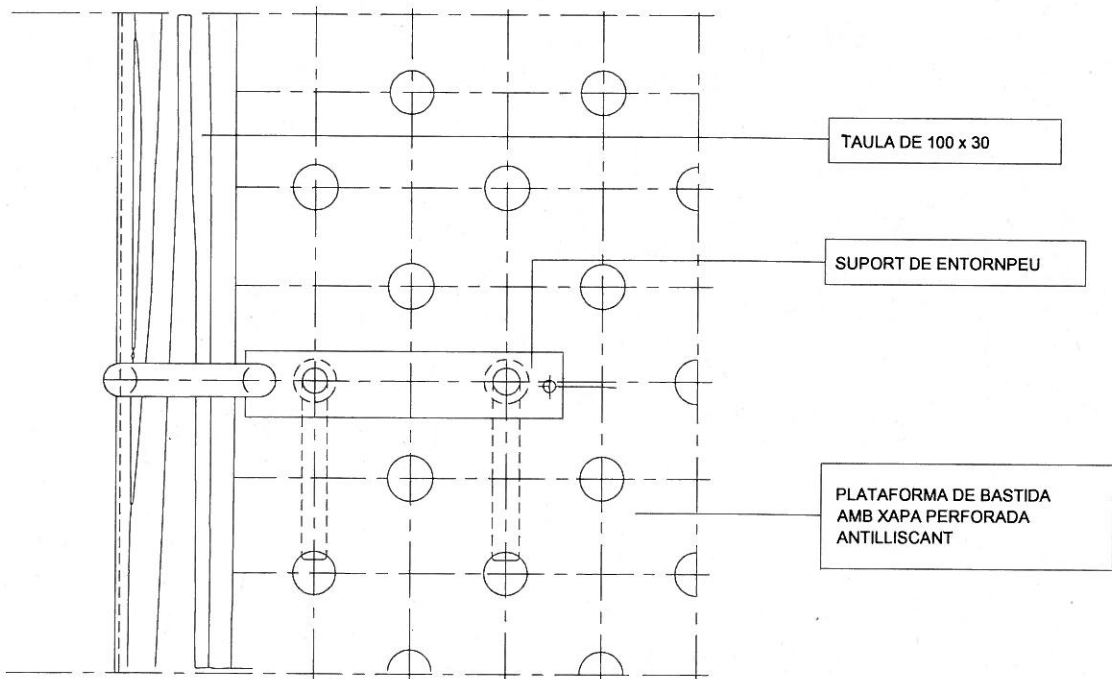 TAULA DE 100 x 30
SUPORT DE ENTORNPEU
PLATAFORMA DE BASTIDA
AMB XAPA PERFORADA
ANTILLISCANT